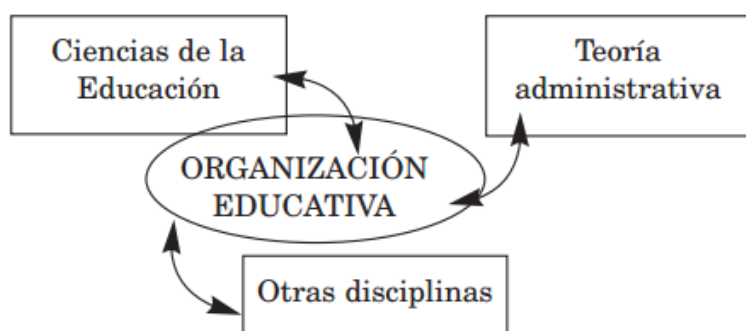 Ciencias de la
Educación
Teoría
administrativa
ORGANIZACIÓN
EDUCATIVA
Otras disciplinas